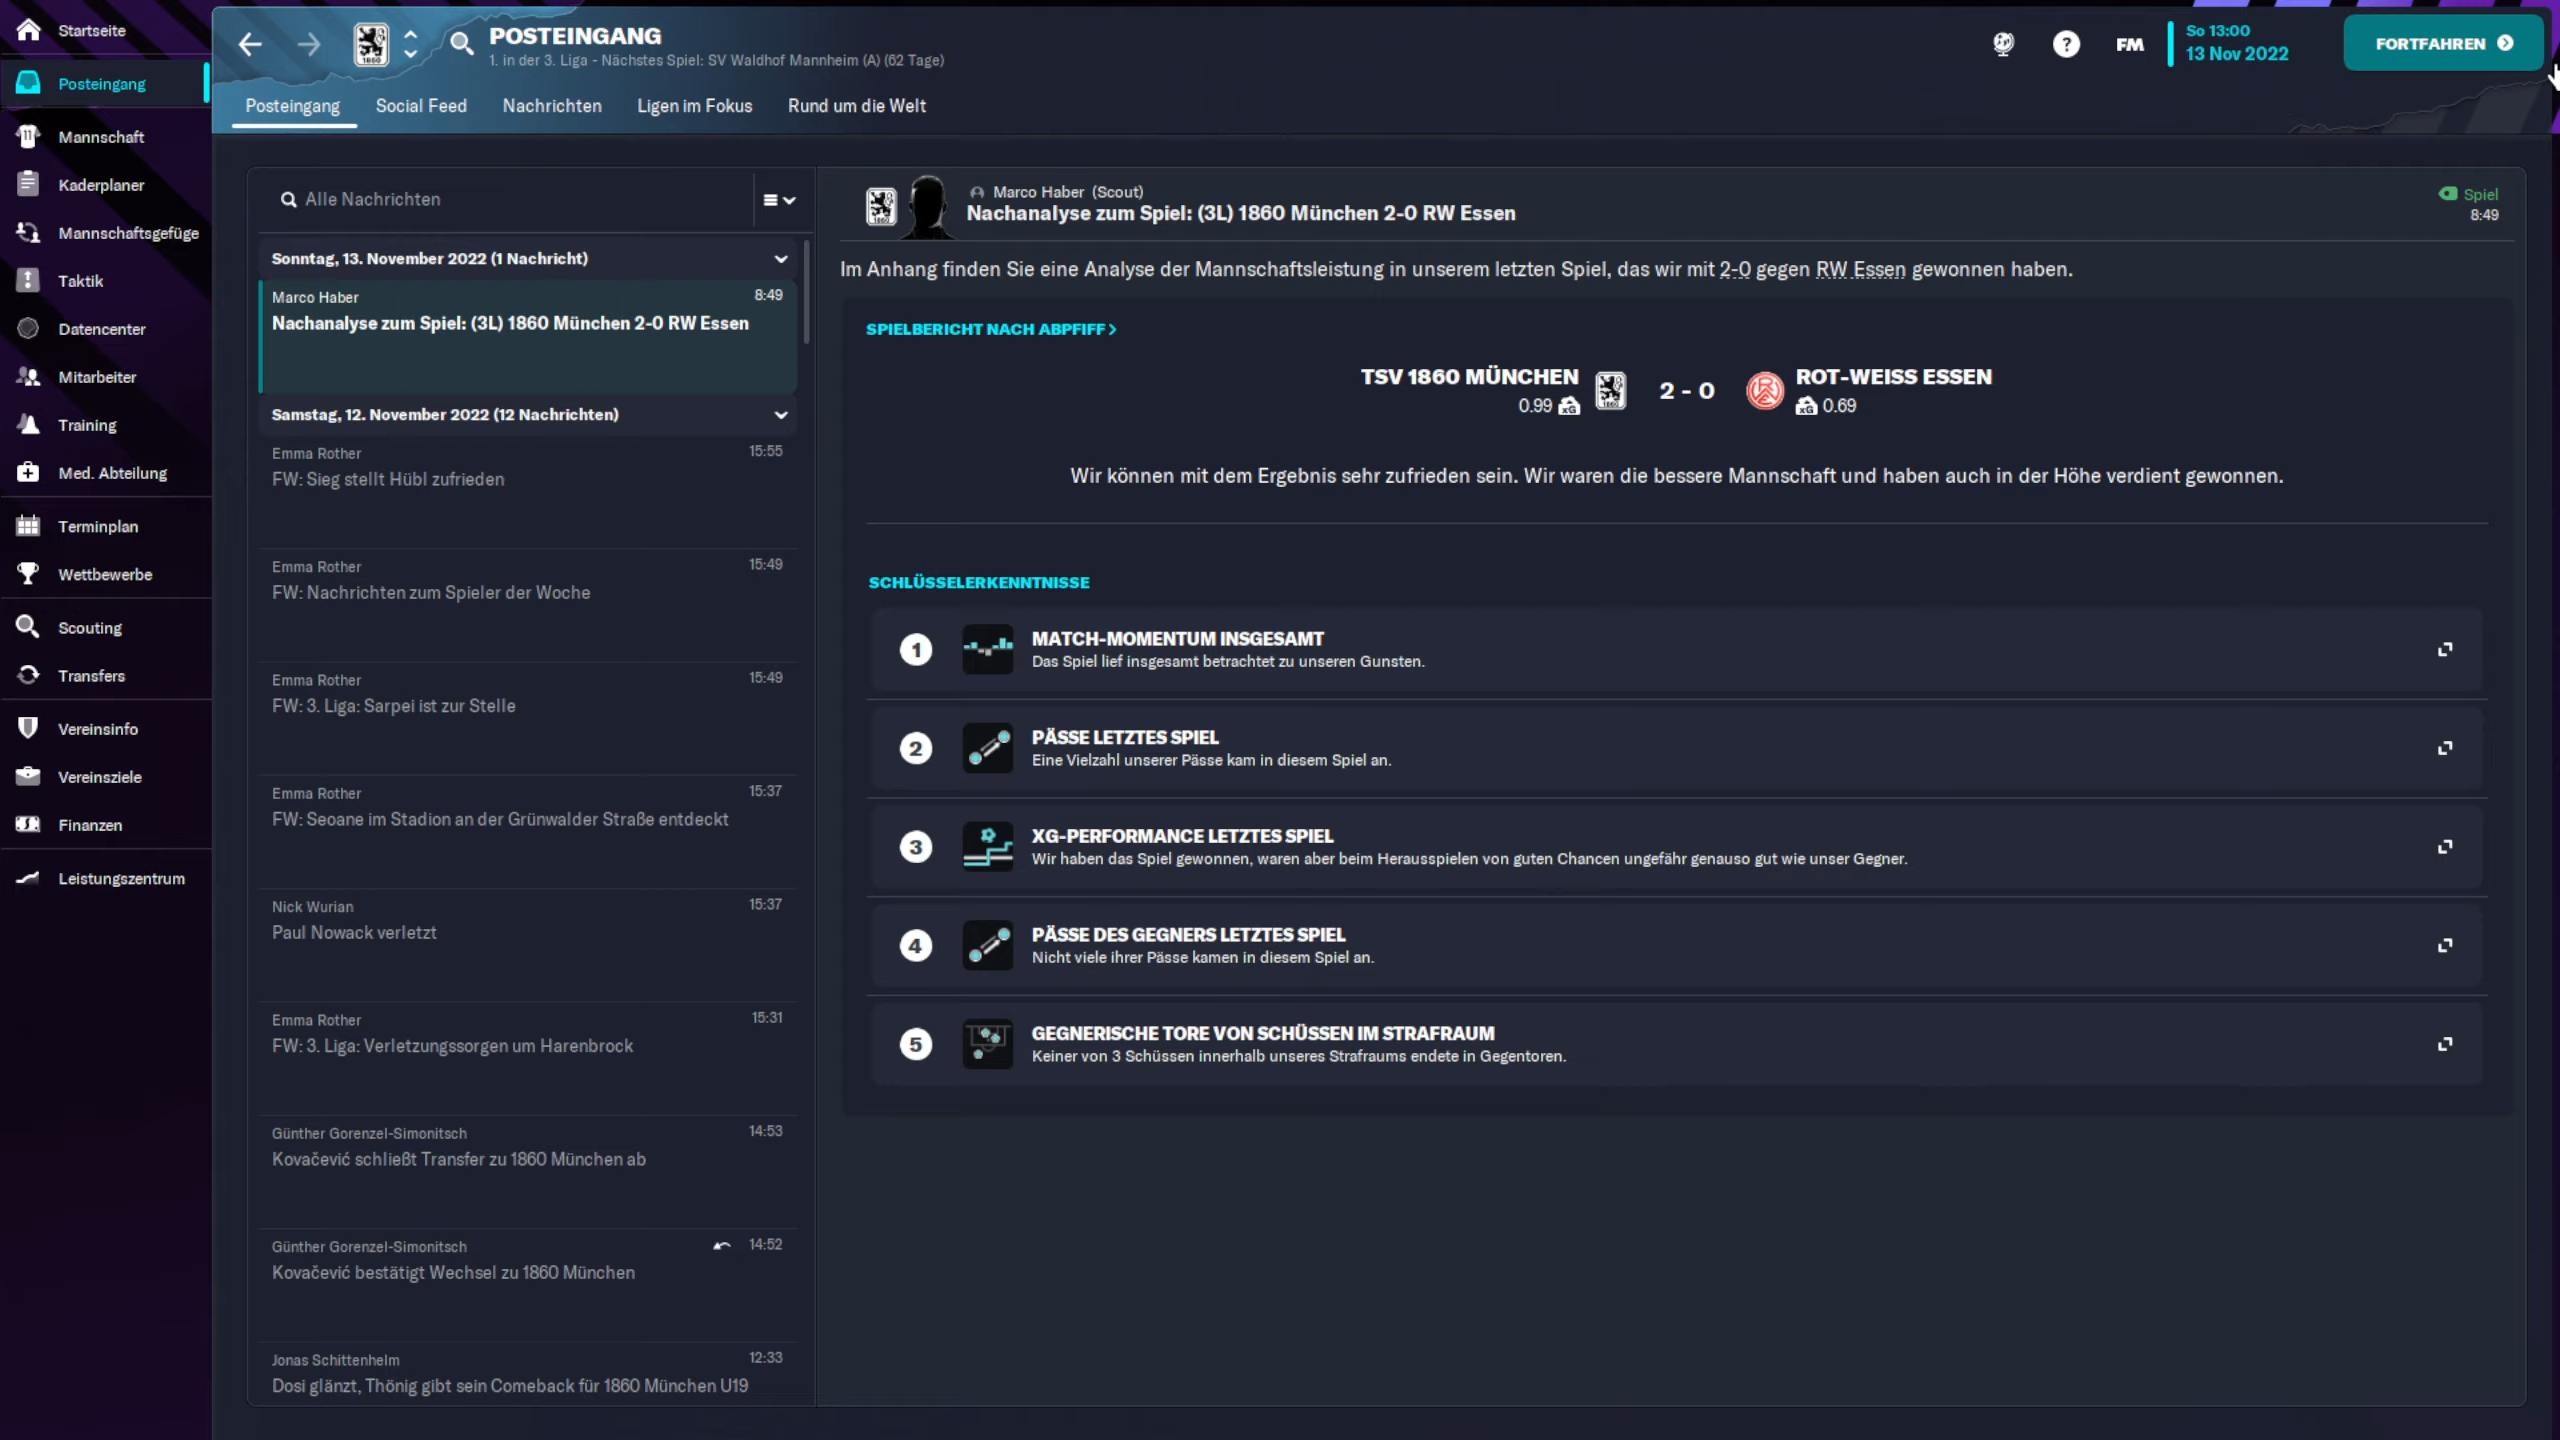 Startseite
Posteingang
Mannschaft
Kaderplaner
Mannschaftsgefüge
Taktik
Datencenter
Mitarbeiter
Training
Med. Abteilung
Terminplan
Wettbewerbe
Scouting
Transfers
Vereinsinfo
Vereinsziele
Finanzen
Leistungszentrum
POSTEINGANG
1. in der 3. Liga - Nächstes Spiel: SV Waldhof Mannheim (A) (62 Tage)
FM
So 13:00
13 Nov 2022
FORTFAHREN
Posteingang Social Feed Nachrichten Ligen im Fokus Rund um die Welt
Alle Nachrichten
Sonntag, 13. November 2022 (1 Nachricht)
Marco Haber 8:49
Nachanalyse zum Spiel: (3L) 1860 München 2-0 RW Essen
Samstag, 12. November 2022 (12 Nachrichten)
Emma Rother 15:55
FW: Sieg stellt Hübl zufrieden
Emma Rother 15:49
FW: Nachrichten zum Spieler der Woche
Emma Rother 15:49
FW: 3. Liga: Sarpei ist zur Stelle
Emma Rother 15:37
FW: Seoane im Stadion an der Grünwalder Straße entdeckt
Nick Wurian 15:37
Paul Nowack verletzt
Emma Rother 15:31
FW: 3. Liga: Verletzungssorgen um Harenbrock
Günther Gorenzel-Simonitsch 14:53
Kovačević schließt Transfer zu 1860 München ab
Günther Gorenzel-Simonitsch 14:52
Kovačević bestätigt Wechsel zu 1860 München
Jonas Schittenhelm 12:33
Dosi glänzt, Thönig gibt sein Comeback für 1860 München U19
Marco Haber (Scout)
Nachanalyse zum Spiel: (3L) 1860 München 2-0 RW Essen
Spiel
8:49
Im Anhang finden Sie eine Analyse der Mannschaftsleistung in unserem letzten Spiel, das wir mit 2-0 gegen RW Essen gewonnen haben.
SPIELBERICHT NACH ABPFIFF
TSV 1860 MÜNCHEN 2 - 0 ROT-WEISS ESSEN
0.99 xG xG 0.69
Wir können mit dem Ergebnis sehr zufrieden sein. Wir waren die bessere Mannschaft und haben auch in der Höhe verdient gewonnen.
SCHLÜSSELERKENNTNISSE
1 MATCH-MOMENTUM INSGESAMT
Das Spiel lief insgesamt betrachtet zu unseren Gunsten.
2 PÄSSE LETZTES SPIEL
Eine Vielzahl unserer Pässe kam in diesem Spiel an.
3 XG-PERFORMANCE LETZTES SPIEL
Wir haben das Spiel gewonnen, waren aber beim Herausspielen von guten Chancen ungefähr genauso gut wie unser Gegner.
4 PÄSSE DES GEGNERS LETZTES SPIEL
Nicht viele ihrer Pässe kamen in diesem Spiel an.
5 GEGNERISCHE TORE VON SCHÜSSEN IM STRAFRAUM
Keiner von 3 Schüssen innerhalb unseres Strafraums endete in Gegentoren.